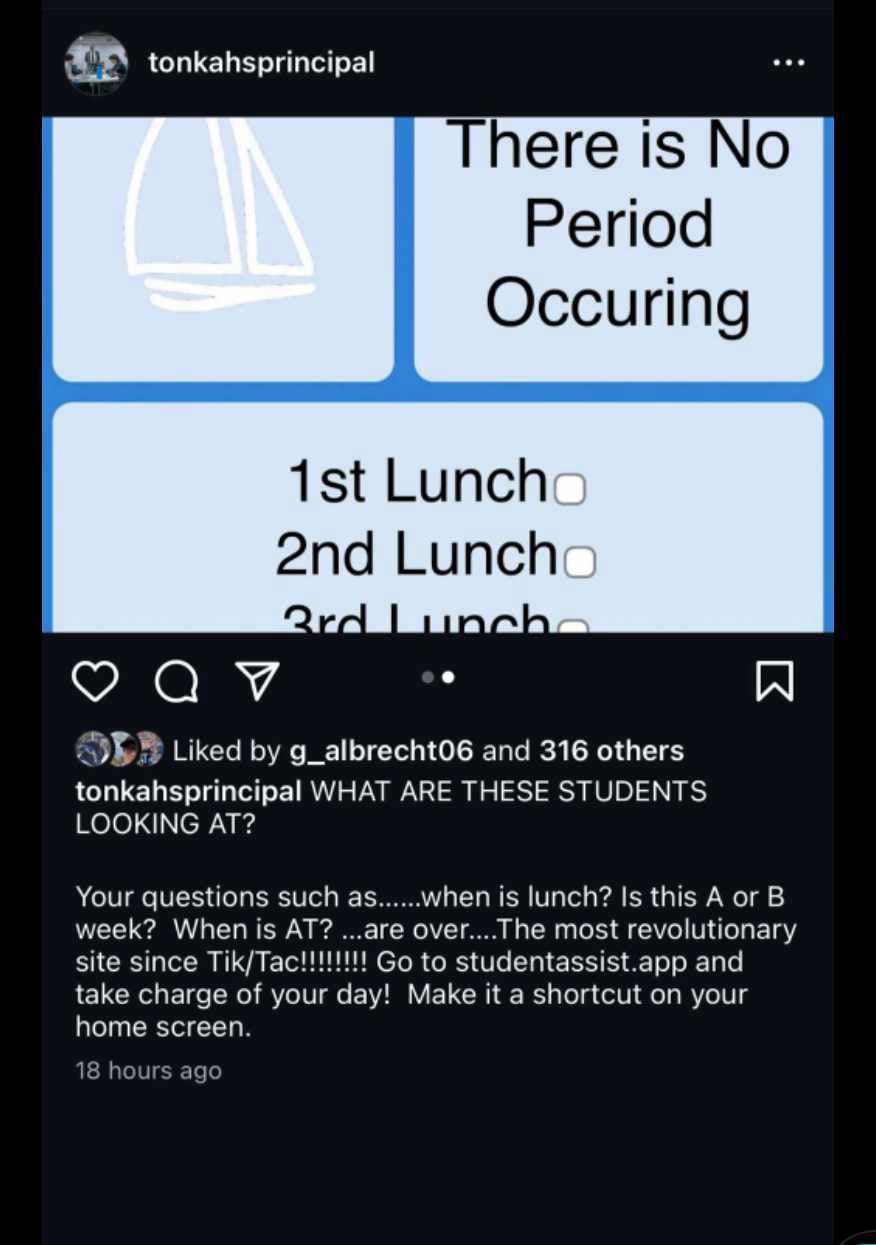 tonkahsprincipal
There is No
Period
Occuring
1st Lunch
2nd Lunch
3rd Lunch
Liked by g_albrecht06 and 316 others
tonkahsprincipal WHAT ARE THESE STUDENTS
LOOKING AT?
Your questions such as......when is lunch? Is this A or B
week?  When is AT? ...are over....The most revolutionary
site since Tik/Tac!!!!!!!! Go to studentassist.app and
take charge of your day!  Make it a shortcut on your
home screen.
18 hours ago